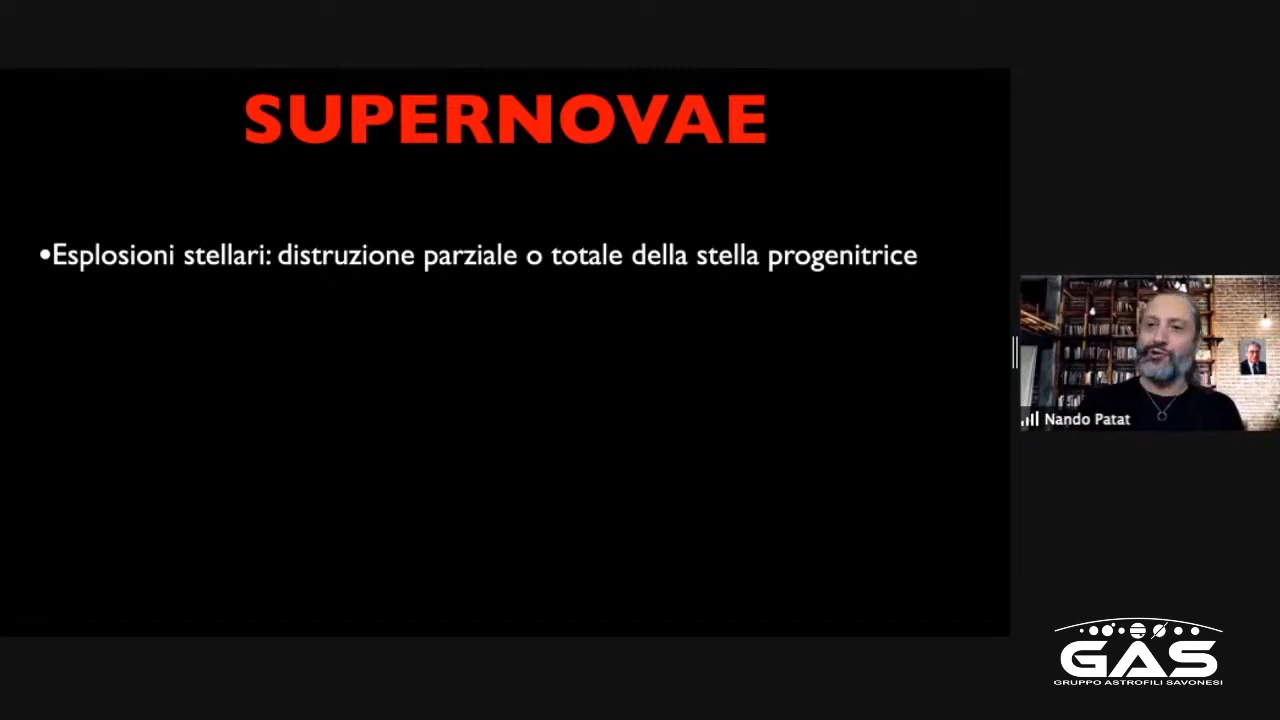 SUPERNOVAE
•Esplosioni stellari: distruzione parziale o totale della stella progenitrice
Nando Patat
GAS
GRUPPO ASTROFILI SAVONESI